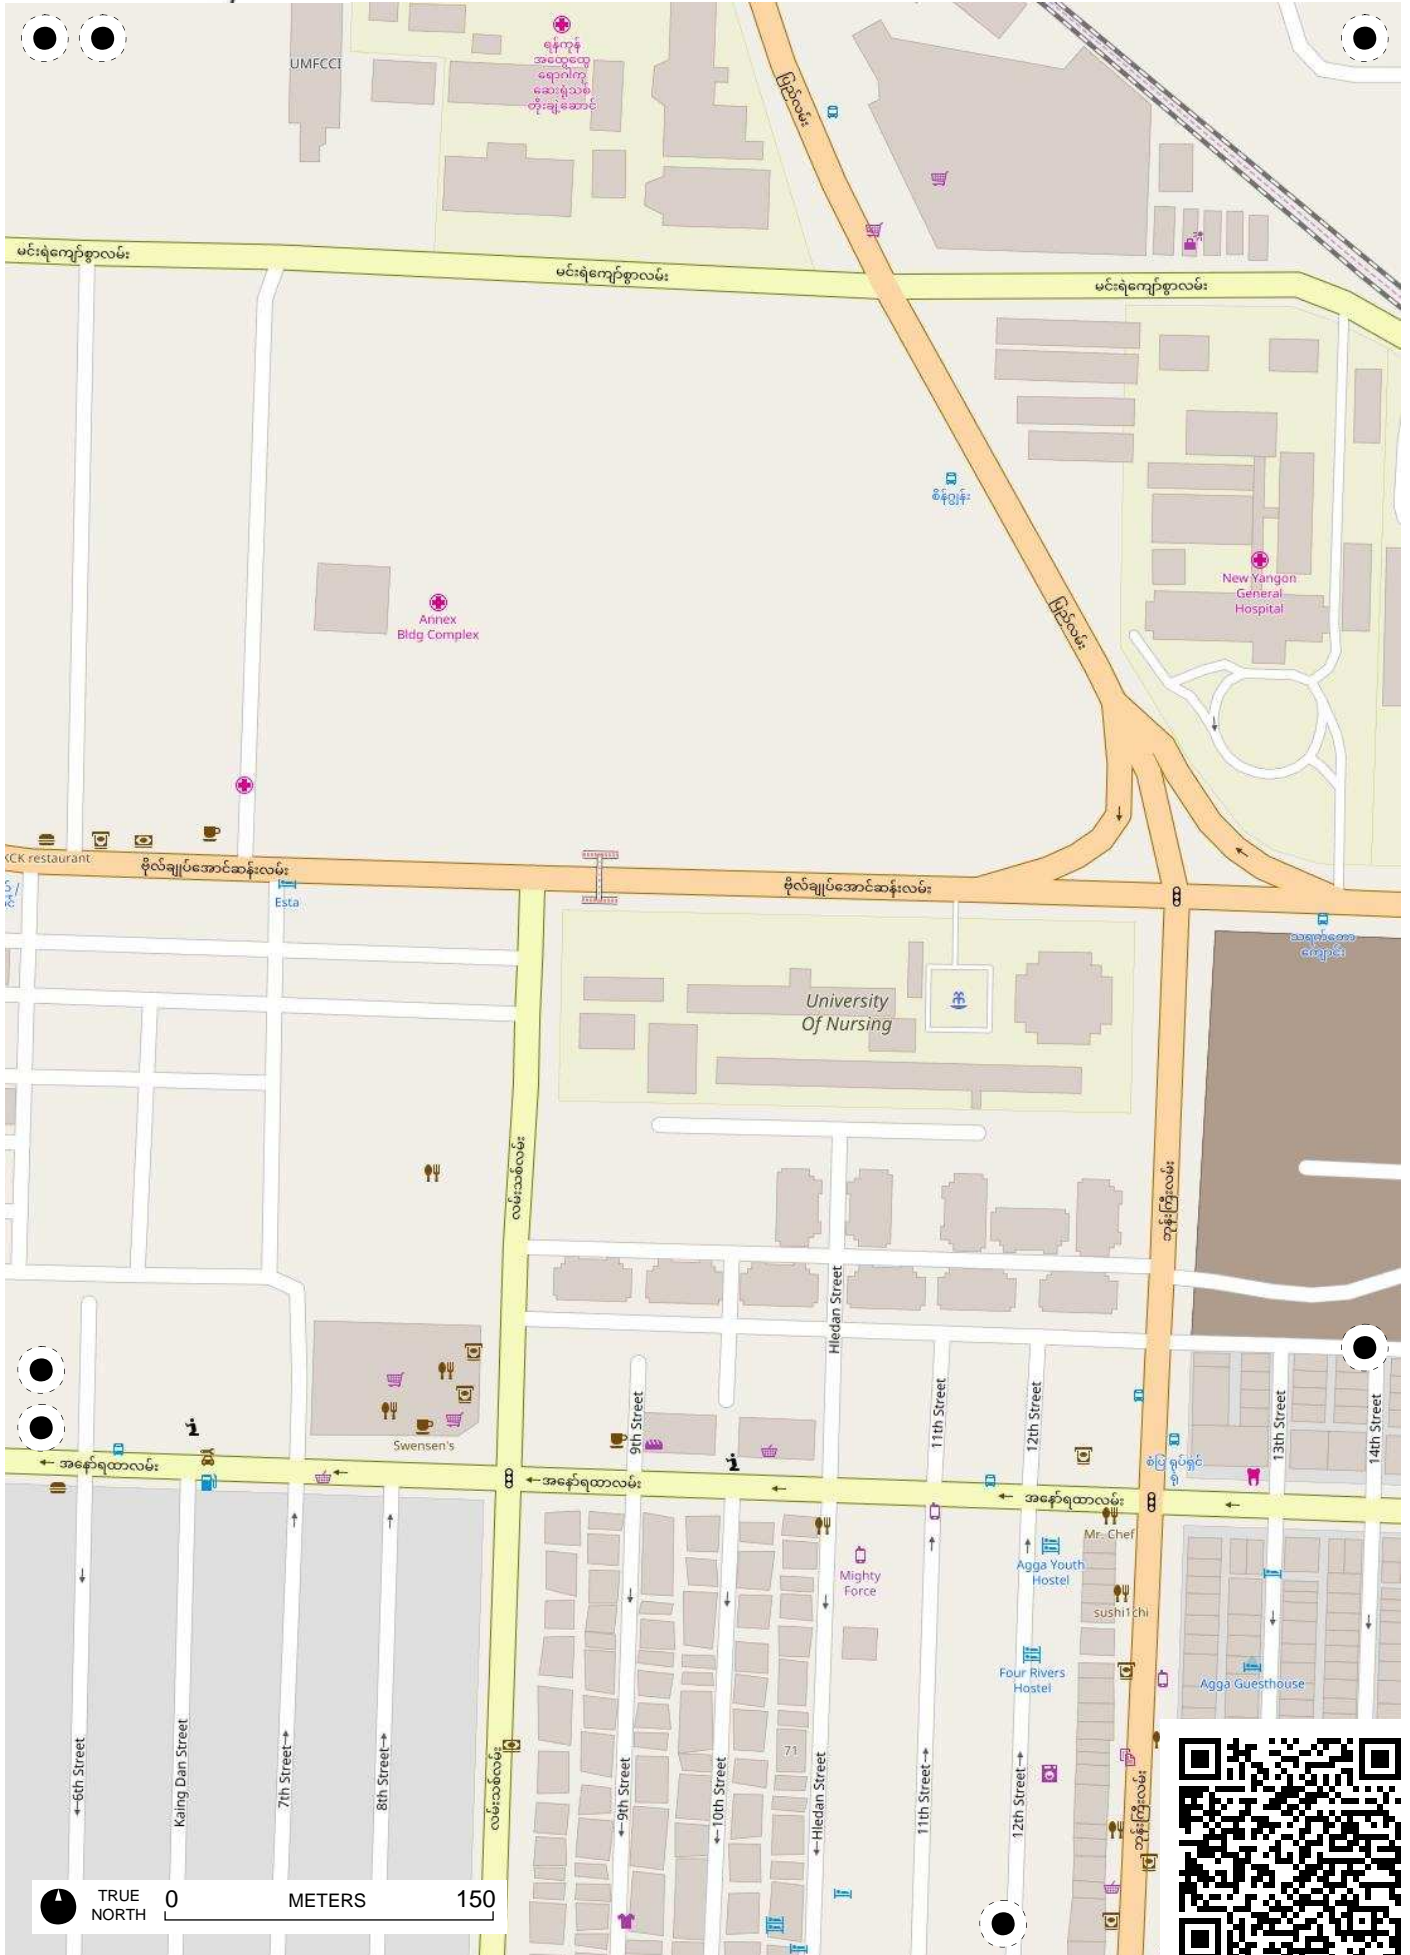 UMFCCI
ရန်ကုန်
အထွေထွေ
ရောဂါကု
ဆေးရုံသစ်
တိုးချဲ့ဆောင်
ပြည်လမ်း
မင်းရဲကျော်စွာလမ်း
မင်းရဲကျော်စွာလမ်း
မင်းရဲကျော်စွာလမ်း
စိန်ဂျွန်း
New Yangon
General
Hospital
Annex
Bldg Complex
ပြည်လမ်း
KCK restaurant
ဗိုလ်ချုပ်အောင်ဆန်းလမ်း
ဗိုလ်ချုပ်အောင်ဆန်းလမ်း
Esta
သရက်တော
ကျောင်း
University
Of Nursing
လမ်းသစ်လမ်း
ဘုန်းကြီးလမ်း
Hledan Street
9th Street
11th Street
12th Street
13th Street
14th Street
Swensen's
← အနော်ရထာလမ်း
←အနော်ရထာလမ်း
အနော်ရထာလမ်း
Mr. Chef
Agga Youth
Hostel
Mighty
Force
sushi1chi
Four Rivers
Hostel
Agga Guesthouse
71
←6th Street
Kaing Dan Street
7th Street→
8th Street→
လမ်းသစ်လမ်း
←9th Street
←10th Street
←Hledan Street
11th Street→
12th Street→
ဘုန်းကြီးလမ်း
TRUE
NORTH
0 METERS 150